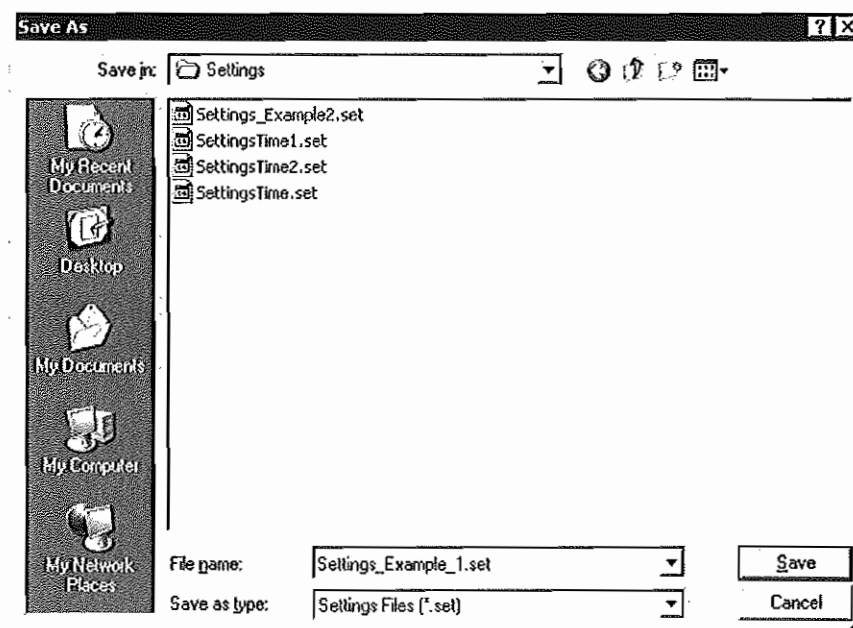 Save As
Save in: Settings
My Recent
Documents
Desktop
My Documents
My Computer
My Network
Places
Settings_Example2.set
SettingsTime1.set
SettingsTime2.set
SettingsTime.set
File name: Settings_Example_1.set Save
Save as type: Settings Files (*.set) Cancel